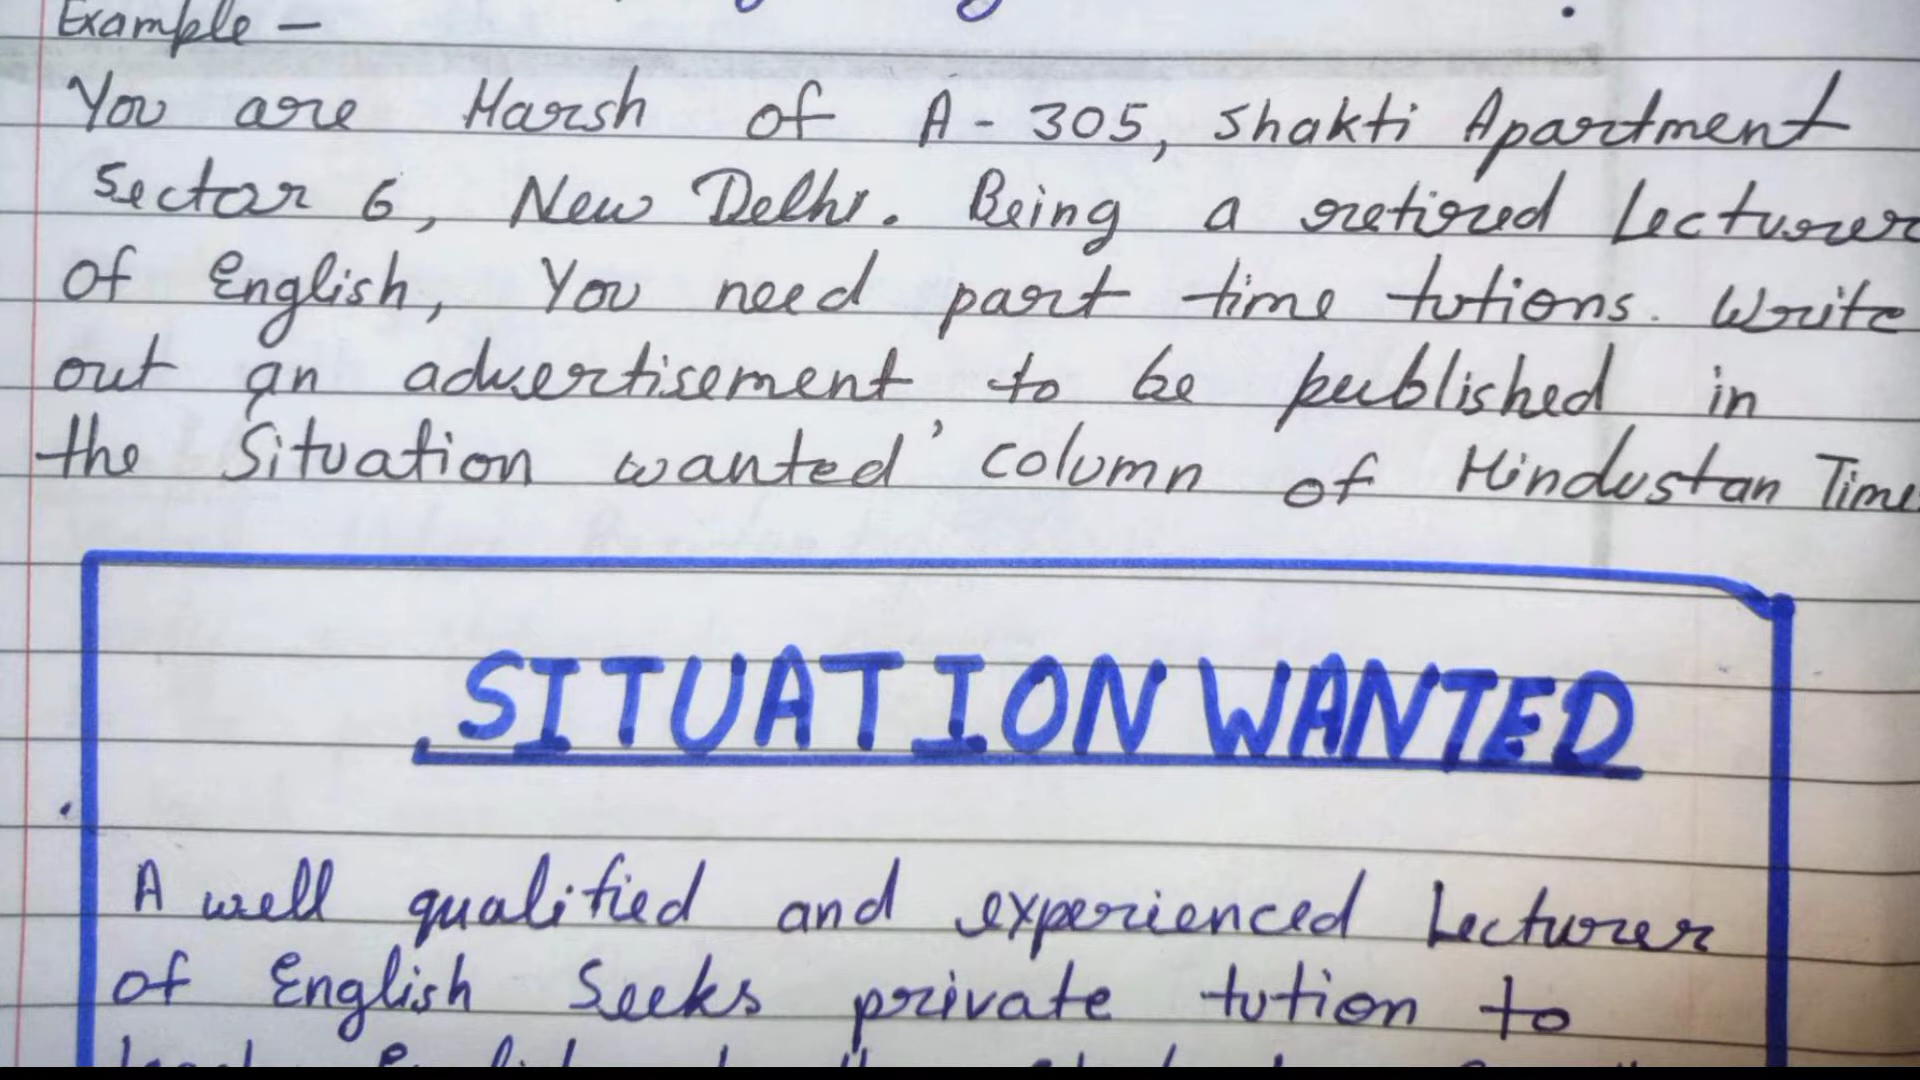 Example -
You are Harsh of A - 305, Shakti Apartment
Sector 6, New Delhi. Being a retired Lecturer
of English, You need part time tutions. Write
out an advertisement to be published in
the Situation wanted' column of Hindustan Time
SITUATION WANTED
A well qualified and experienced Lecturer
of English Seeks private tution to